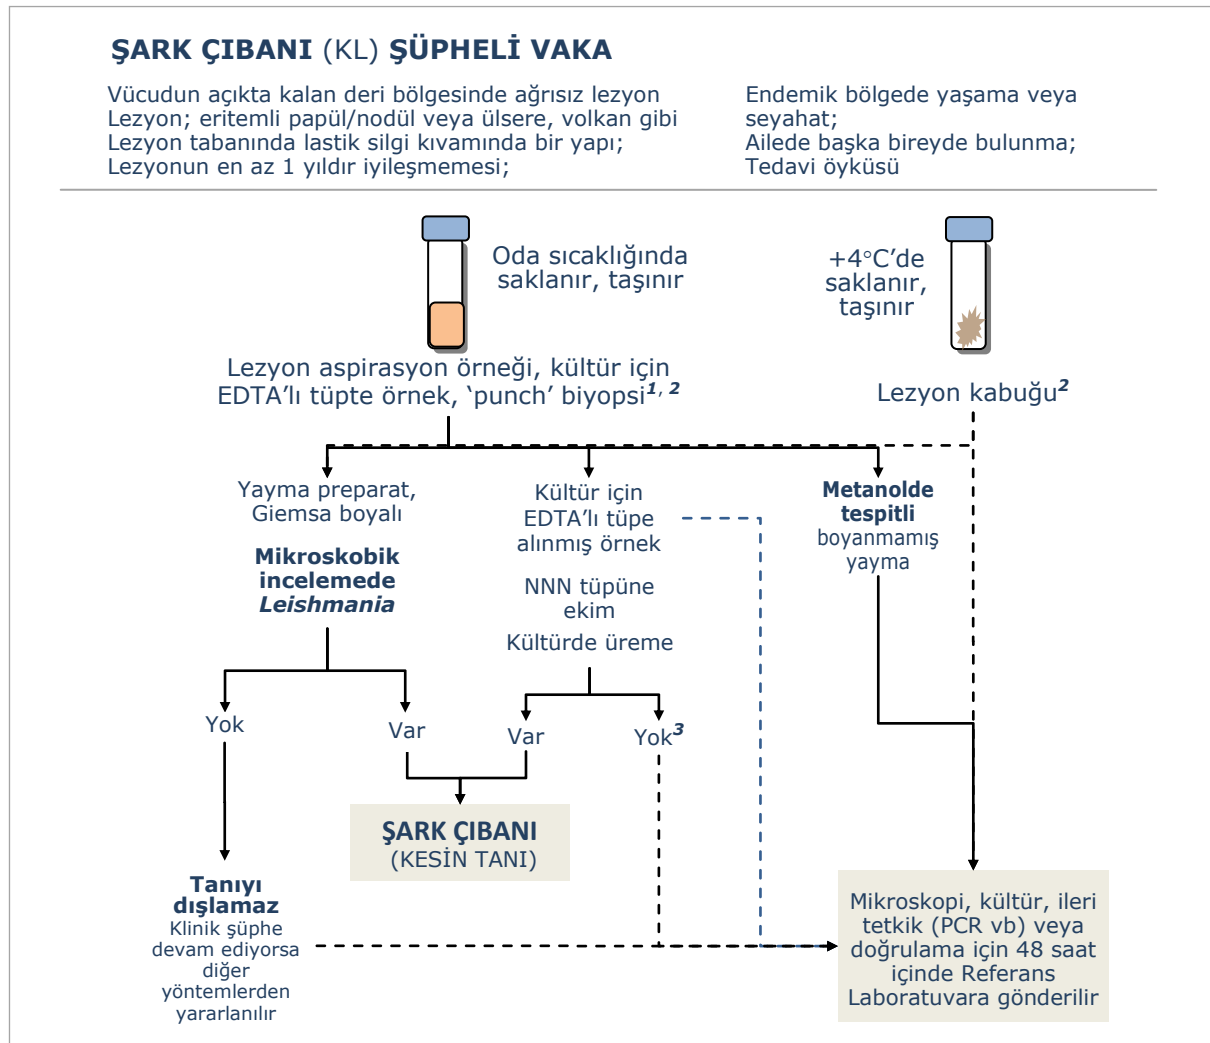 ŞARK ÇIBANI (KL) ŞÜPHELİ VAKA
Vücudun açıkta kalan deri bölgesinde ağrısız lezyon
Lezyon; eritemli papül/nodül veya ülsere, volkan gibi
Lezyon tabanında lastik silgi kıvamında bir yapı;
Lezyonun en az 1 yıldır iyileşmemesi;
Endemik bölgede yaşama veya
seyahat;
Ailede başka bireyde bulunma;
Tedavi öyküsü
Oda sıcaklığında
saklanır, taşınır
+4°C’de
saklanır,
taşınır
Lezyon aspirasyon örneği, kültür için
EDTA’lı tüpte örnek, ‘punch’ biyopsi1, 2
Lezyon kabuğu2
Yayma preparat,
Giemsa boyalı
Mikroskobik
incelemede
Leishmania
Kültür için
EDTA’lı tüpe
alınmış örnek
NNN tüpüne
ekim
Kültürde üreme
Metanolde
tespitli
boyanmamış
yayma
Yok
Var
Var
Yok3
ŞARK ÇIBANI
(KESİN TANI)
Tanıyı
dışlamaz
Klinik şüphe
devam ediyorsa
diğer
yöntemlerden
yararlanılır
Mikroskopi, kültür, ileri
tetkik (PCR vb) veya
doğrulama için 48 saat
içinde Referans
Laboratuvara gönderilir